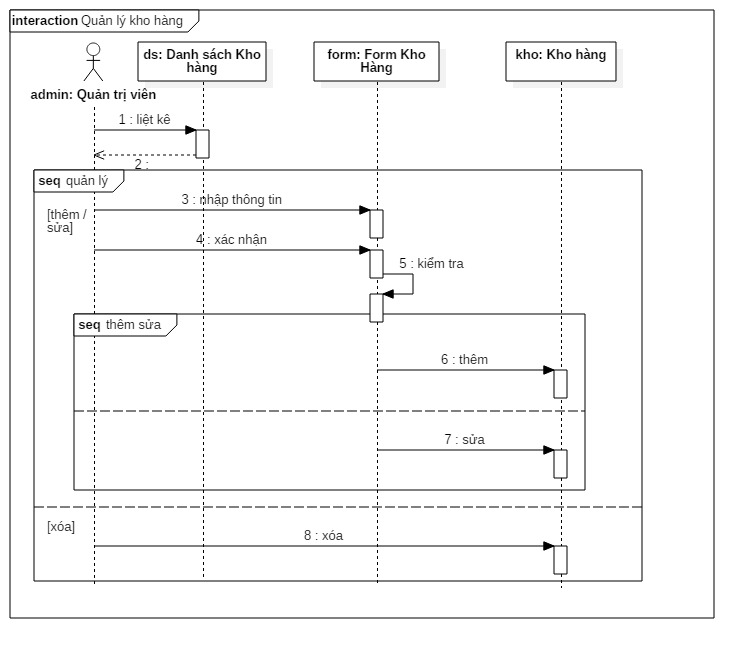 interaction Quản lý kho hàng
ds: Danh sách Kho
hàng
form: Form Kho
Hàng
kho: Kho hàng
admin: Quản trị viên
1 : liệt kê
2 :
seq quản lý
3 : nhập thông tin
[thêm /
sửa]
4 : xác nhận
5 : kiểm tra
seq thêm sửa
6 : thêm
7 : sửa
[xóa]
8 : xóa